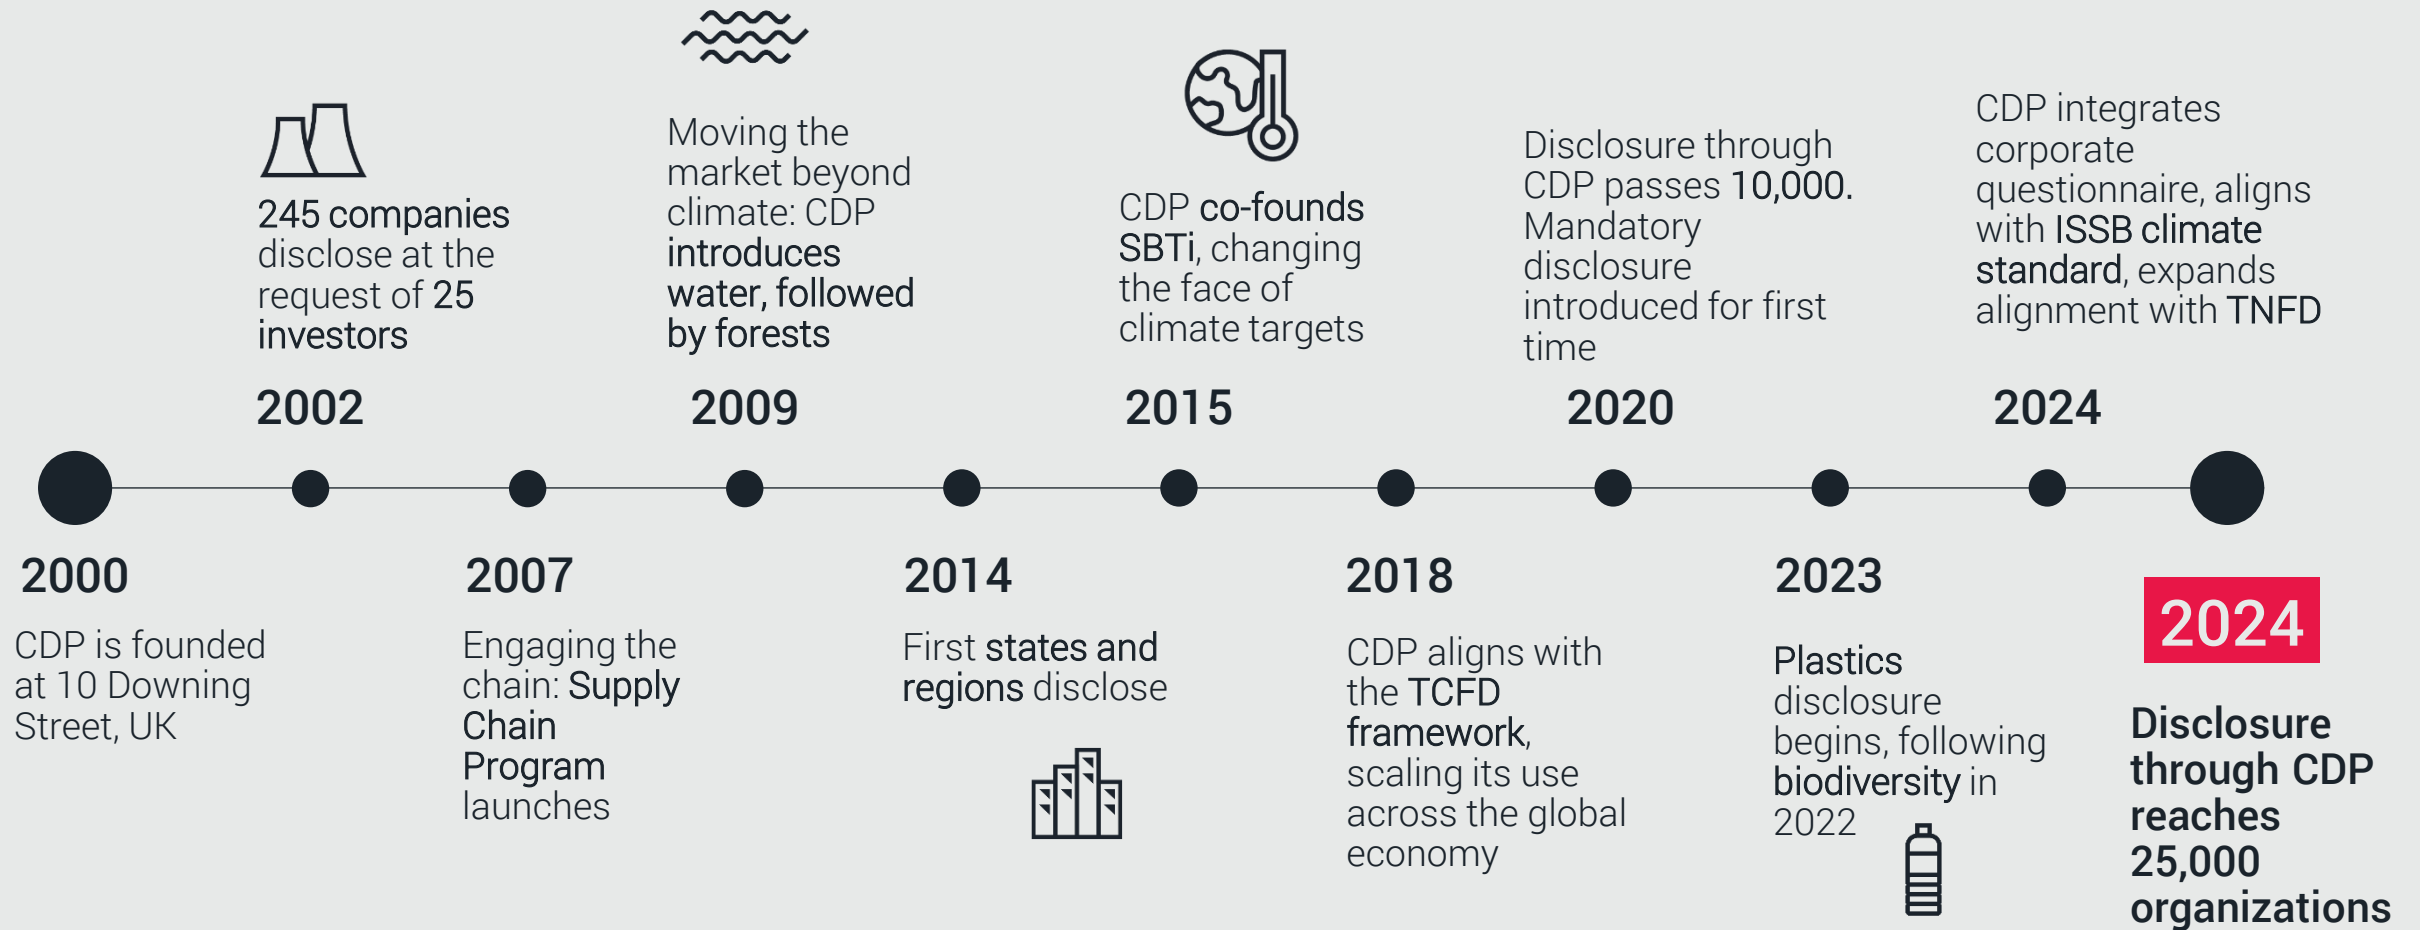 245 companies
disclose at the
request of 25
investors
2002
Moving the
market beyond
climate: CDP
introduces
water, followed
by forests
2009
CDP co-founds
SBTi, changing
the face of
climate targets
2015
Disclosure through
CDP passes 10,000.
Mandatory
disclosure
introduced for first
time
2020
CDP integrates
corporate
questionnaire, aligns
with ISSB climate
standard, expands
alignment with TNFD
2024
2000
CDP is founded
at 10 Downing
Street, UK
2007
Engaging the
chain: Supply
Chain
Program
launches
2014
First states and
regions disclose
2018
CDP aligns with
the TCFD
framework,
scaling its use
across the global
economy
2023
Plastics
disclosure
begins, following
biodiversity in
2022
2024
Disclosure
through CDP
reaches
25,000
organizations